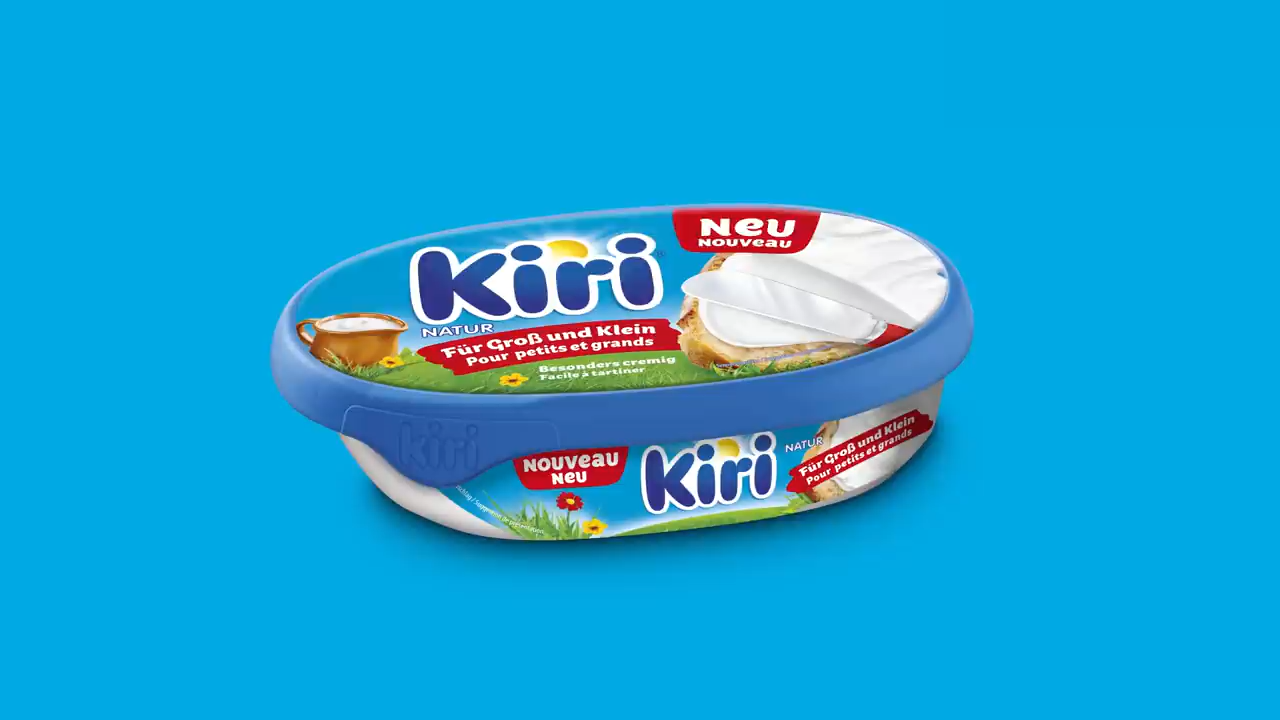 Neu
Nouveau
Kiri
NATUR
Für Groß und Klein
Pour petits et grands
Besonders cremig
Facile à tartiner
kiri
Nouveau
Neu
Kiri
NATUR
Für Groß und Klein
Pour petits et grands